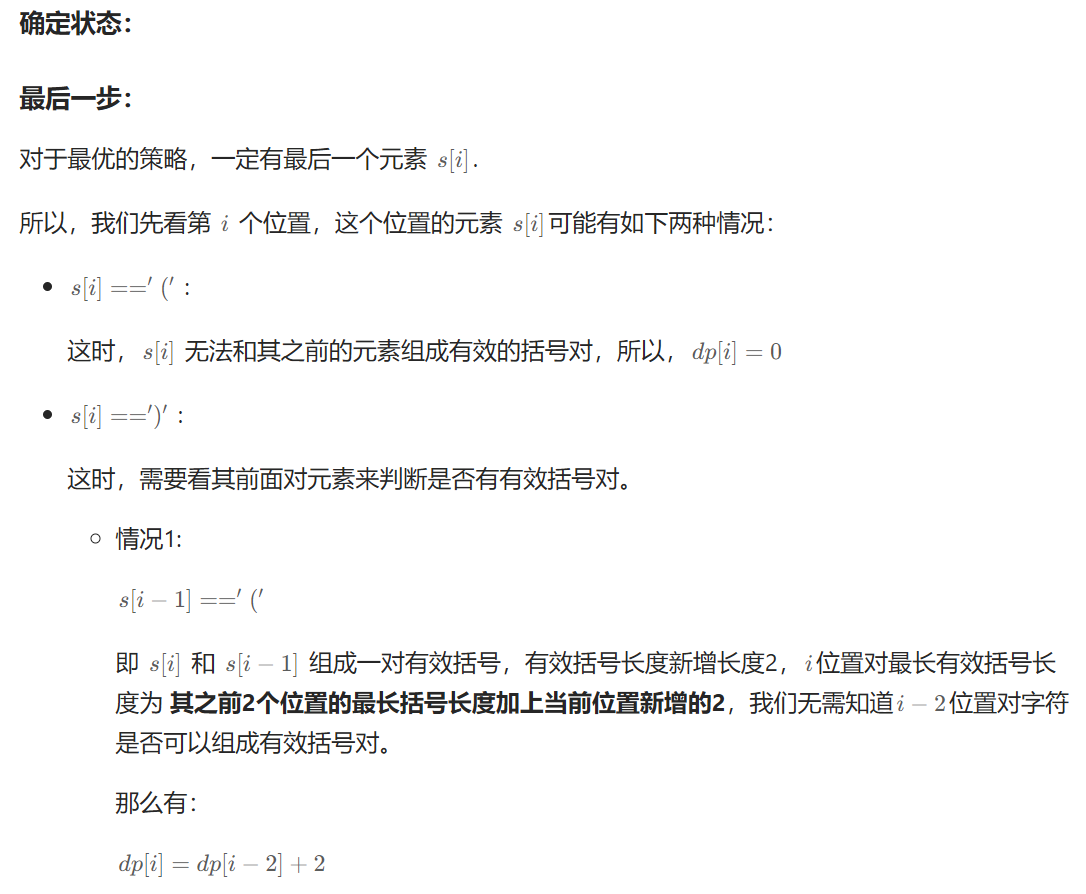 确定状态：
最后一步：
对于最优的策略，一定有最后一个元素 s[i].
所以，我们先看第 i 个位置，这个位置的元素 s[i]可能有如下两种情况：
• s[i] ==′ (′ ：
这时， s[i] 无法和其之前的元素组成有效的括号对，所以， dp[i] = 0
• s[i] ==′)′ ：
这时，需要看其前面对元素来判断是否有有效括号对。
○ 情况1:
s[i − 1] ==′ (′
即 s[i] 和 s[i − 1] 组成一对有效括号，有效括号长度新增长度2， i位置对最长有效括号长
度为 其之前2个位置的最长括号长度加上当前位置新增的2，我们无需知道i − 2位置对字符
是否可以组成有效括号对。
那么有：
dp[i] = dp[i − 2] + 2